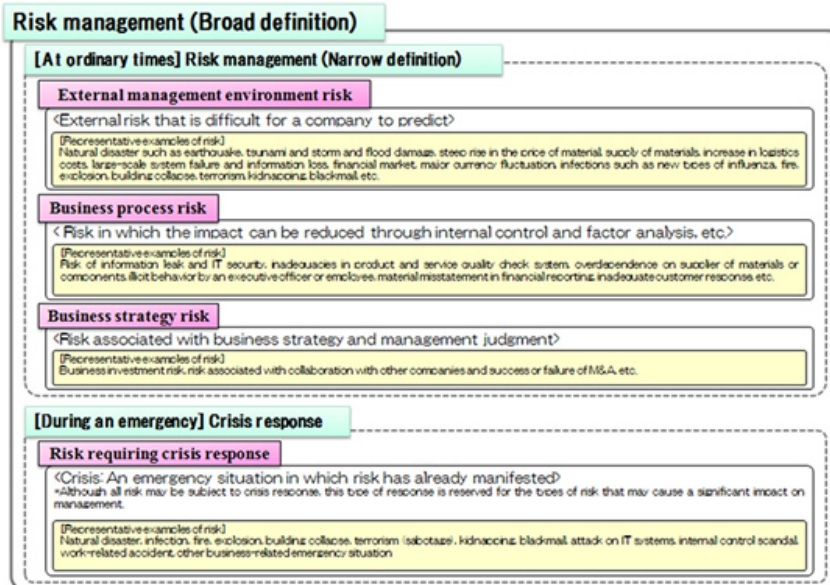 Risk management (Broad definition)
[At ordinary times] Risk management (Narrow definition)
External management environment risk
<External risk that is difficult for a company to predict>
[Representative examples of risk]
Natural disaster such as earthquake, tsunami and storm and flood damage, steep rise in the price of material, supply of materials, increase in logistics
costs, large-scale system failure and information loss, financial market, major currency fluctuation, infections such as new types of influenza, fire,
explosion, building collapse, terrorism, kidnapping, blackmail, etc.
Business process risk
< Risk in which the impact can be reduced through internal control and factor analysis, etc.>
[Representative examples of risk]
Risk of information leak and IT security, inadequacies in product and service quality check system, overdependence on supplier of materials or
components, illicit behavior by an executive officer or employee, material misstatement in financial reporting, inadequate customer response, etc.
Business strategy risk
<Risk associated with business strategy and management judgment>
[Representative examples of risk]
Business investment risk, risk associated with collaboration with other companies and success or failure of M&A, etc.
[During an emergency] Crisis response
Risk requiring crisis response
<Crisis: An emergency situation in which risk has already manifested>
*Although all risk may be subject to crisis response, this type of response is reserved for the types of risk that may cause a significant impact on
management.
[Representative examples of risk]
Natural disaster, infection, fire, explosion, building collapse, terrorism (sabotage), kidnapping, blackmail, attack on IT systems, internal control scandal,
work-related accident, other business-related emergency situation